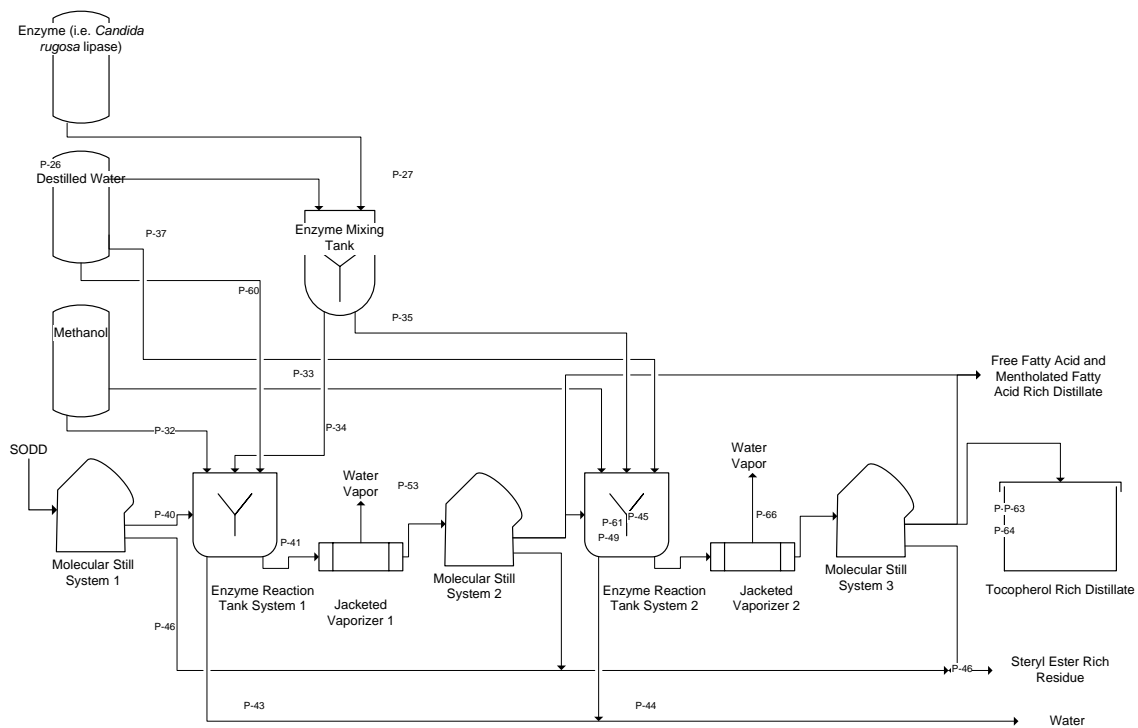 Enzyme (i.e. Candida
rugosa lipase)
P-26
Destilled Water
P-27
P-37
Enzyme Mixing
Tank
P-60
P-35
Methanol
P-33
Free Fatty Acid and
Mentholated Fatty
Acid Rich Distillate
P-32
P-34
SODD
Water
Vapor
P-53
Water
Vapor
P-40
P-61
P-45
P-66
P-P-63
P-49
P-64
P-41
Molecular Still
System 1
Enzyme Reaction
Tank System 1
Jacketed
Vaporizer 1
Molecular Still
System 2
Enzyme Reaction
Tank System 2
Jacketed
Vaporizer 2
Molecular Still
System 3
Tocopherol Rich Distillate
P-46
P-46
Steryl Ester Rich
Residue
P-43
P-44
Water